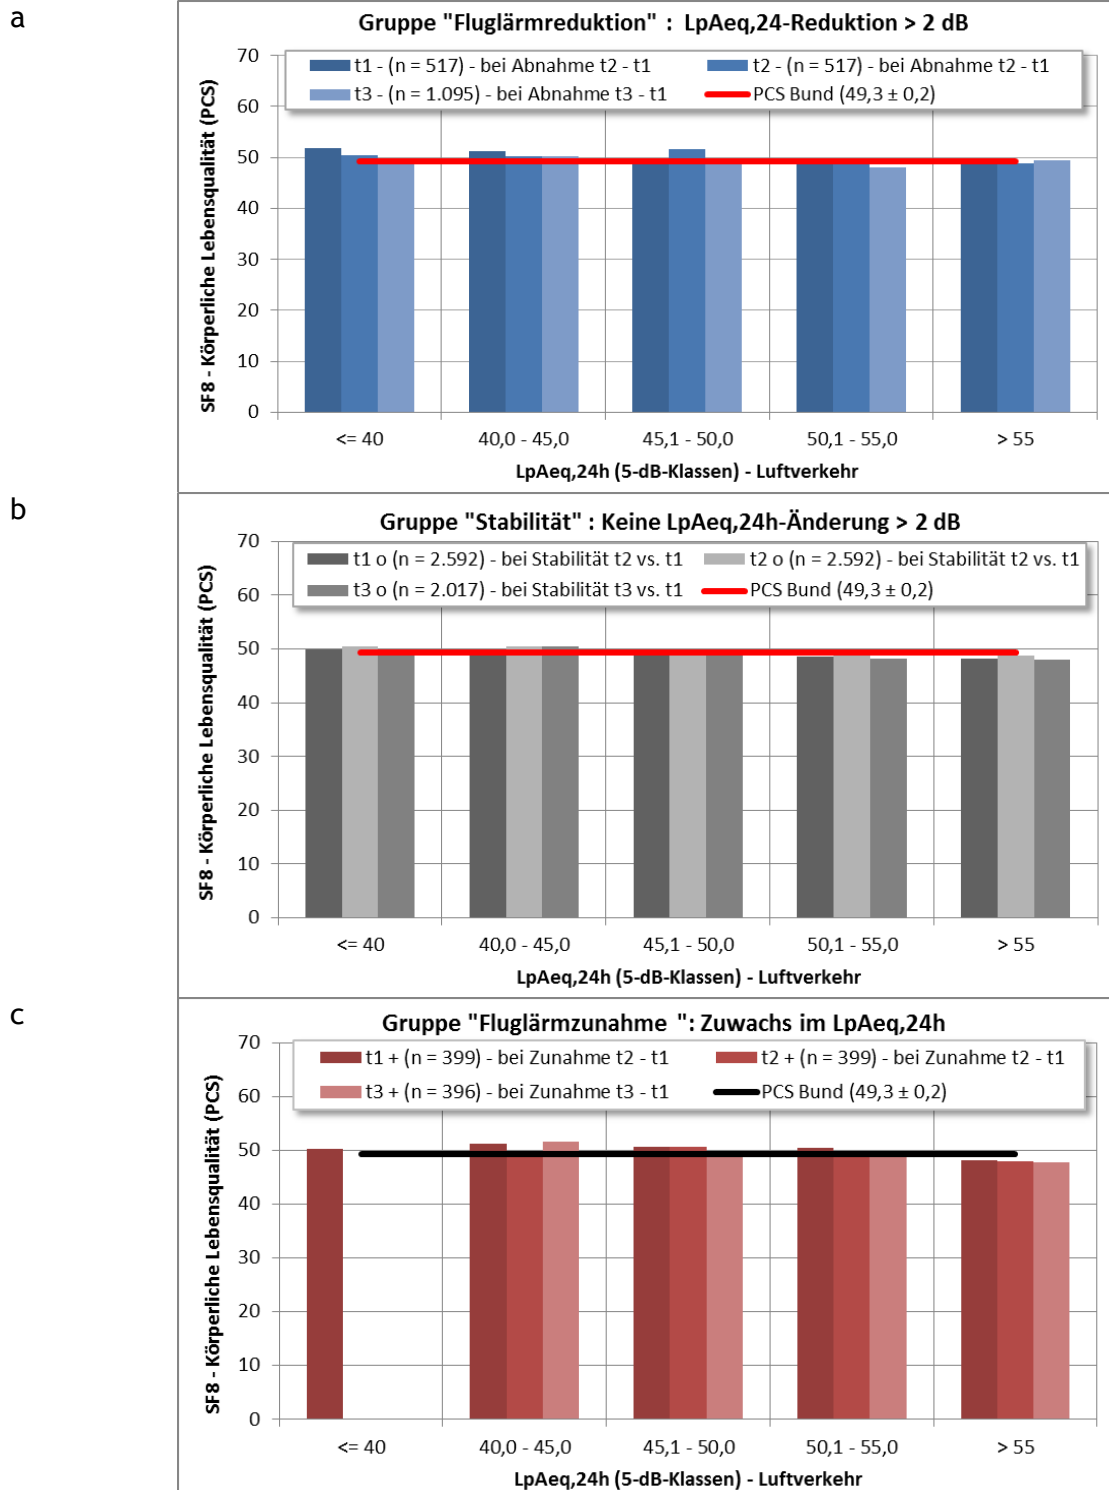 a
Gruppe "Fluglärmreduktion" : LpAeq,24-Reduktion > 2 dB
t1 - (n = 517) - bei Abnahme t2 - t1
t2 - (n = 517) - bei Abnahme t2 - t1
t3 - (n = 1.095) - bei Abnahme t3 - t1
PCS Bund (49,3 ± 0,2)
SF8 - Körperliche Lebensqualität (PCS)
70
60
50
40
30
20
10
0
<= 40
40,0 - 45,0
45,1 - 50,0
50,1 - 55,0
> 55
LpAeq,24h (5-dB-Klassen) - Luftverkehr
b
Gruppe "Stabilität" : Keine LpAeq,24h-Änderung > 2 dB
t1 o (n = 2.592) - bei Stabilität t2 vs. t1
t2 o (n = 2.592) - bei Stabilität t2 vs. t1
t3 o (n = 2.017) - bei Stabilität t3 vs. t1
PCS Bund (49,3 ± 0,2)
SF8 - Körperliche Lebensqualität (PCS)
70
60
50
40
30
20
10
0
<= 40
40,0 - 45,0
45,1 - 50,0
50,1 - 55,0
> 55
LpAeq,24h (5-dB-Klassen) - Luftverkehr
c
Gruppe "Fluglärmzunahme ": Zuwachs im LpAeq,24h
t1 + (n = 399) - bei Zunahme t2 - t1
t2 + (n = 399) - bei Zunahme t2 - t1
t3 + (n = 396) - bei Zunahme t3 - t1
PCS Bund (49,3 ± 0,2)
SF8 - Körperliche Lebensqualität (PCS)
70
60
50
40
30
20
10
0
<= 40
40,0 - 45,0
45,1 - 50,0
50,1 - 55,0
> 55
LpAeq,24h (5-dB-Klassen) - Luftverkehr